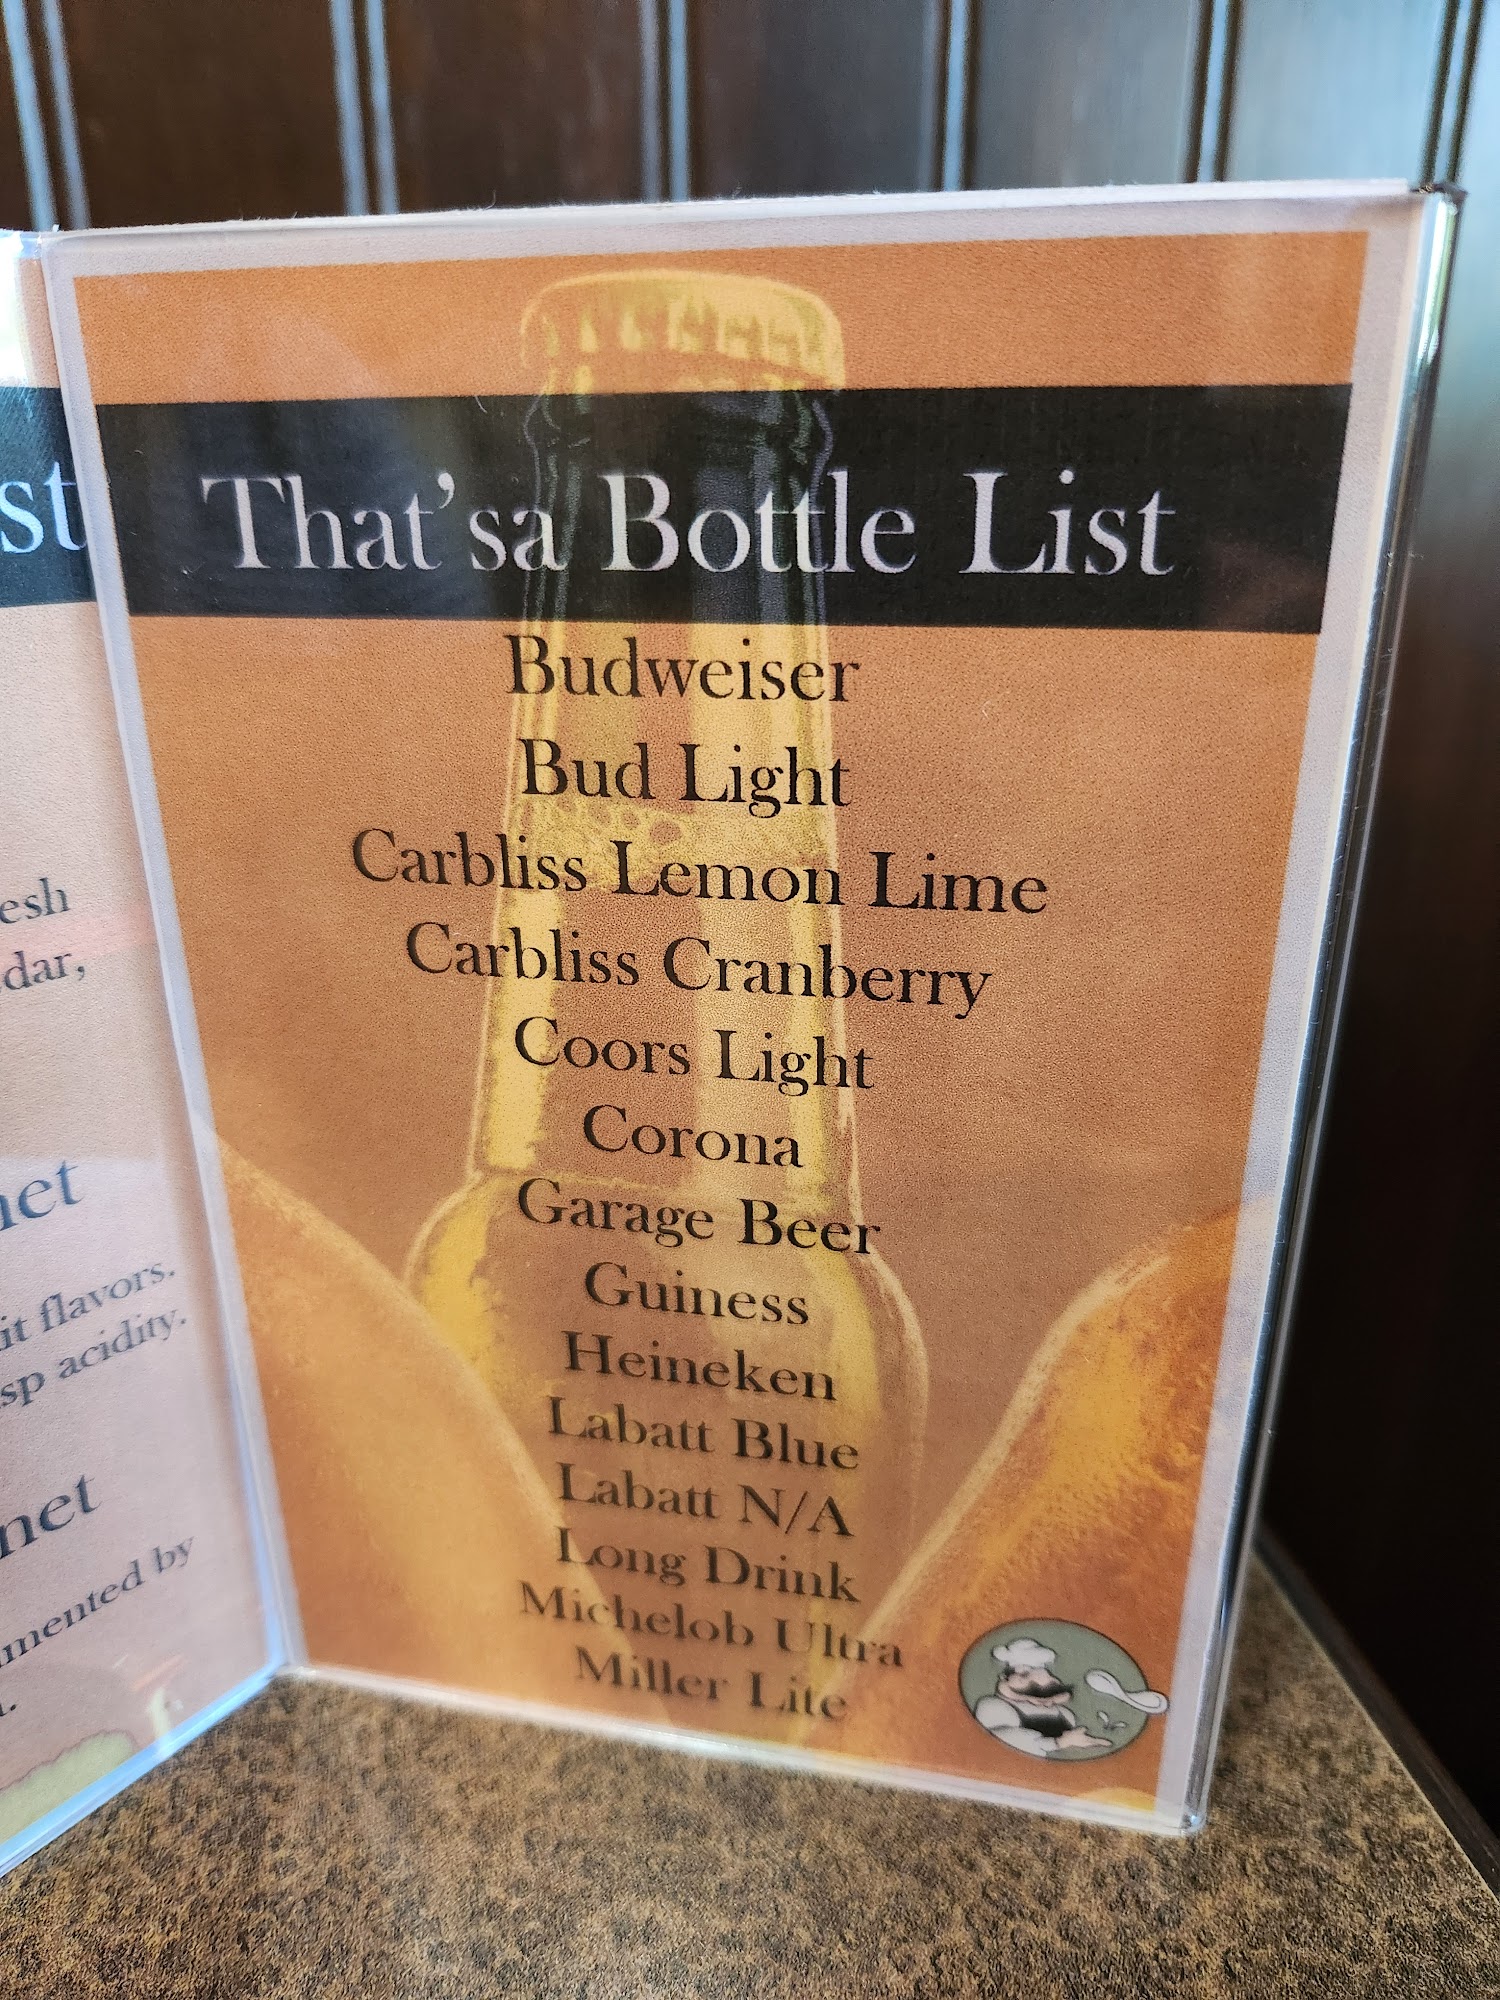 st
esh
dar,
net
it flavors.
sp acidity.
net
mented by
That'sa Bottle List
Budweiser
Bud Light
Carbliss Lemon Lime
Carbliss Cranberry
Coors Light
Corona
Garage Beer
Guiness
Heineken
Labatt Blue
Labatt N/A
Long Drink
Michelob Ultra
Miller Lite